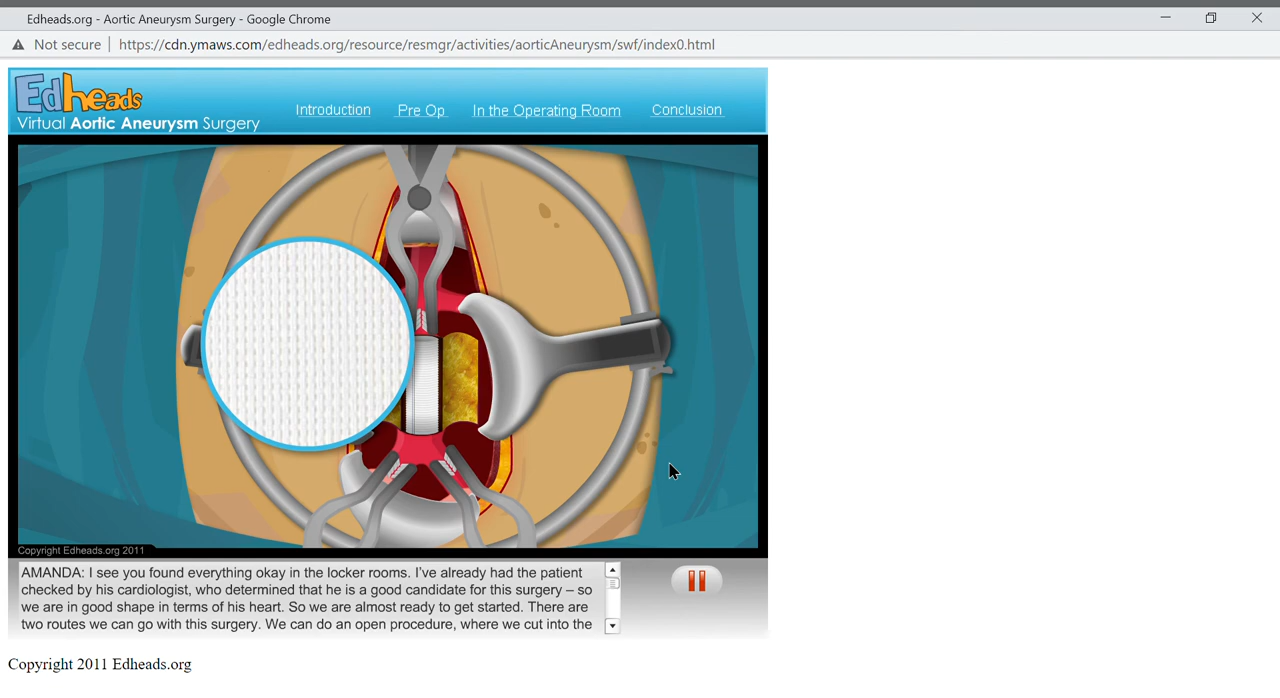 Edheads.org - Aortic Aneurysm Surgery - Google Chrome
Not secure | https://cdn.ymaws.com/edheads.org/resource/resmgr/activities/aorticAneurysm/swf/index0.html
Edheads
Virtual Aortic Aneurysm Surgery
Introduction Pre Op In the Operating Room Conclusion
Copyright Edheads.org 2011
AMANDA: I see you found everything okay in the locker rooms. I've already had the patient
checked by his cardiologist, who determined that he is a good candidate for this surgery – so
we are in good shape in terms of his heart. So we are almost ready to get started. There are
two routes we can go with this surgery. We can do an open procedure, where we cut into the
Copyright 2011 Edheads.org